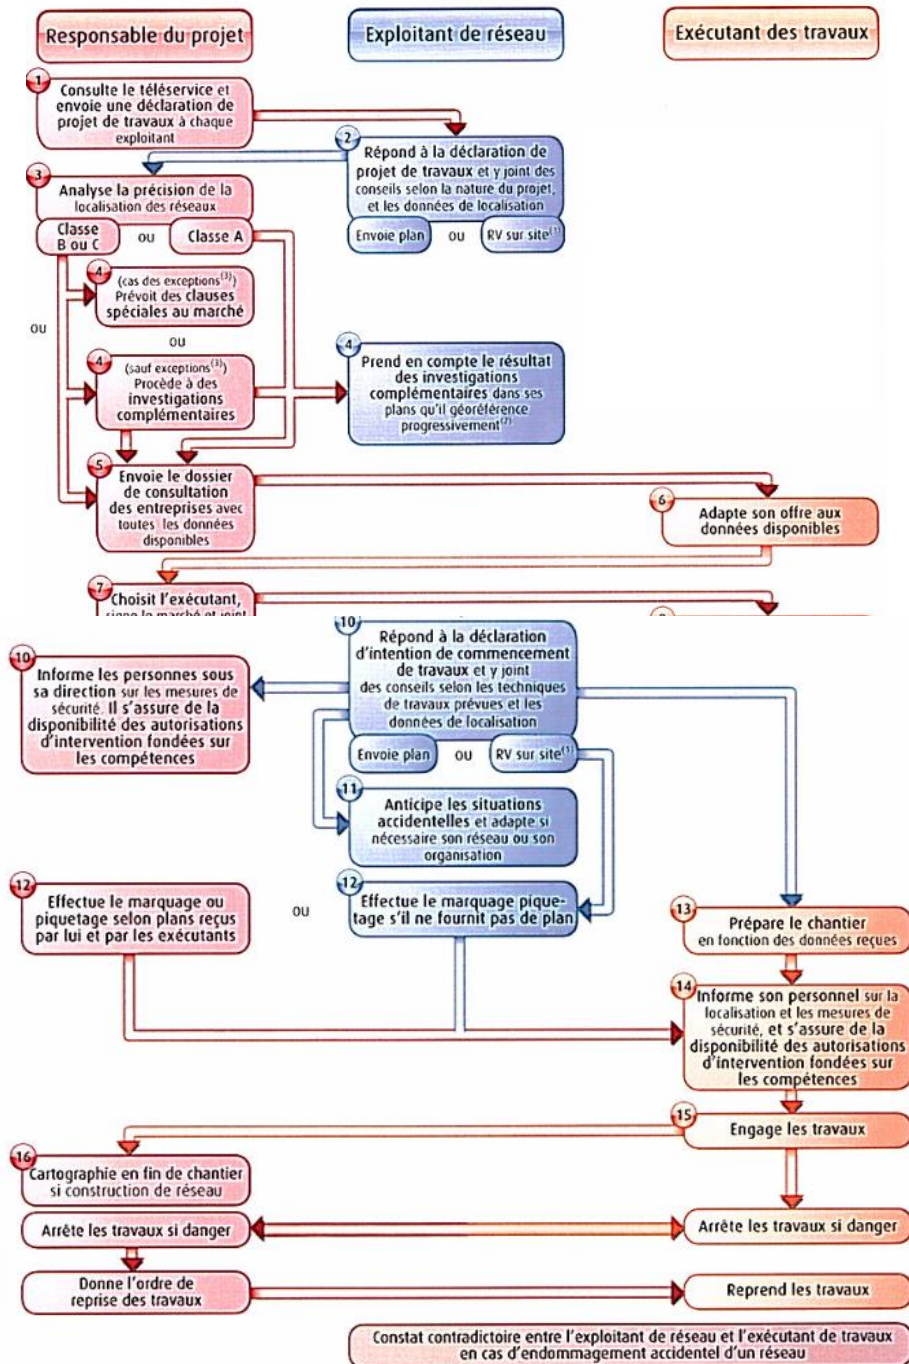 Responsable du projet
Exploitant de réseau
Exécutant des travaux
1
Consulte le téléservice et
envoie une déclaration de
projet de travaux à chaque
exploitant
2
Répond à la déclaration de
projet de travaux et y joint des
conseils selon la nature du projet,
et les données de localisation
Envoie plan
ou
RV sur site(1)
3
Analyse la précision de la
localisation des réseaux
Classe
B ou C
ou
Classe A
4
(cas des exceptions(3))
Prévoit des clauses
spéciales au marché
ou
ou
4
(sauf exceptions(3))
Procède à des
investigations
complémentaires
4
Prend en compte le résultat
des investigations
complémentaires dans ses
plans qu'il géoréférence
progressivement(2)
5
Envoie le dossier
de consultation
des entreprises avec
toutes les données
disponibles
6
Adapte son offre aux
données disponibles
7
Choisit l'exécutant,
signe le marché et joint
10
Répond à la déclaration
d'intention de commencement
de travaux et y joint
des conseils selon les techniques
de travaux prévues et les
données de localisation
Envoie plan
ou
RV sur site(1)
10
Informe les personnes sous
sa direction sur les mesures de
sécurité. Il s'assure de la
disponibilité des autorisations
d'intervention fondées sur
les compétences
11
Anticipe les situations
accidentelles et adapte si
nécessaire son réseau ou son
organisation
12
Effectue le marquage ou
piquetage selon plans reçus
par lui et par les exécutants
ou
12
Effectue le marquage pique-
tage s'il ne fournit pas de plan
13
Prépare le chantier
en fonction des données reçues
14
Informe son personnel sur la
localisation et les mesures de
sécurité, et s'assure de la
disponibilité des autorisations
d'intervention fondées sur
les compétences
15
Engage les travaux
16
Cartographie en fin de chantier
si construction de réseau
Arrête les travaux si danger
Arrête les travaux si danger
Donne l'ordre de
reprise des travaux
Reprend les travaux
Constat contradictoire entre l'exploitant de réseau et l'exécutant de travaux
en cas d'endommagement accidentel d'un réseau